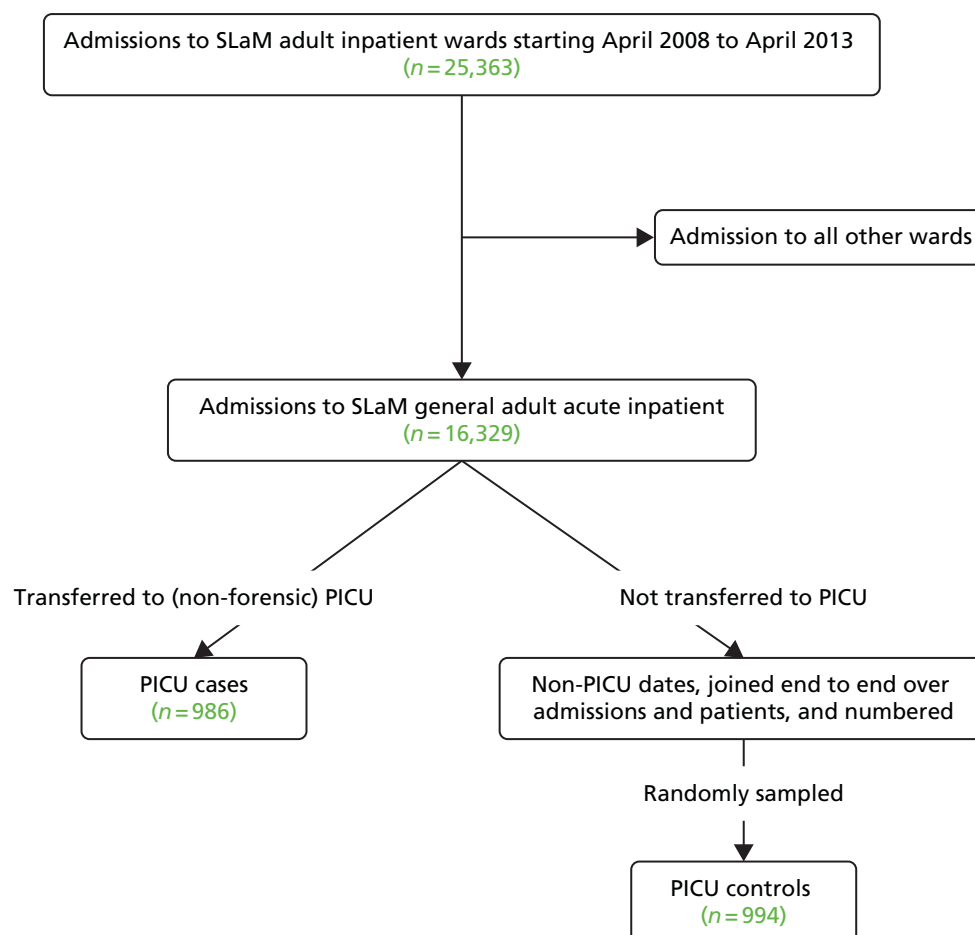 Admissions to SLaM adult inpatient wards starting April 2008 to April 2013
(n = 25,363)
Admission to all other wards
Admissions to SLaM general adult acute inpatient
(n = 16,329)
Transferred to (non-forensic) PICU
Not transferred to PICU
PICU cases
(n = 986)
Non-PICU dates, joined end to end over
admissions and patients, and numbered
Randomly sampled
PICU controls
(n = 994)